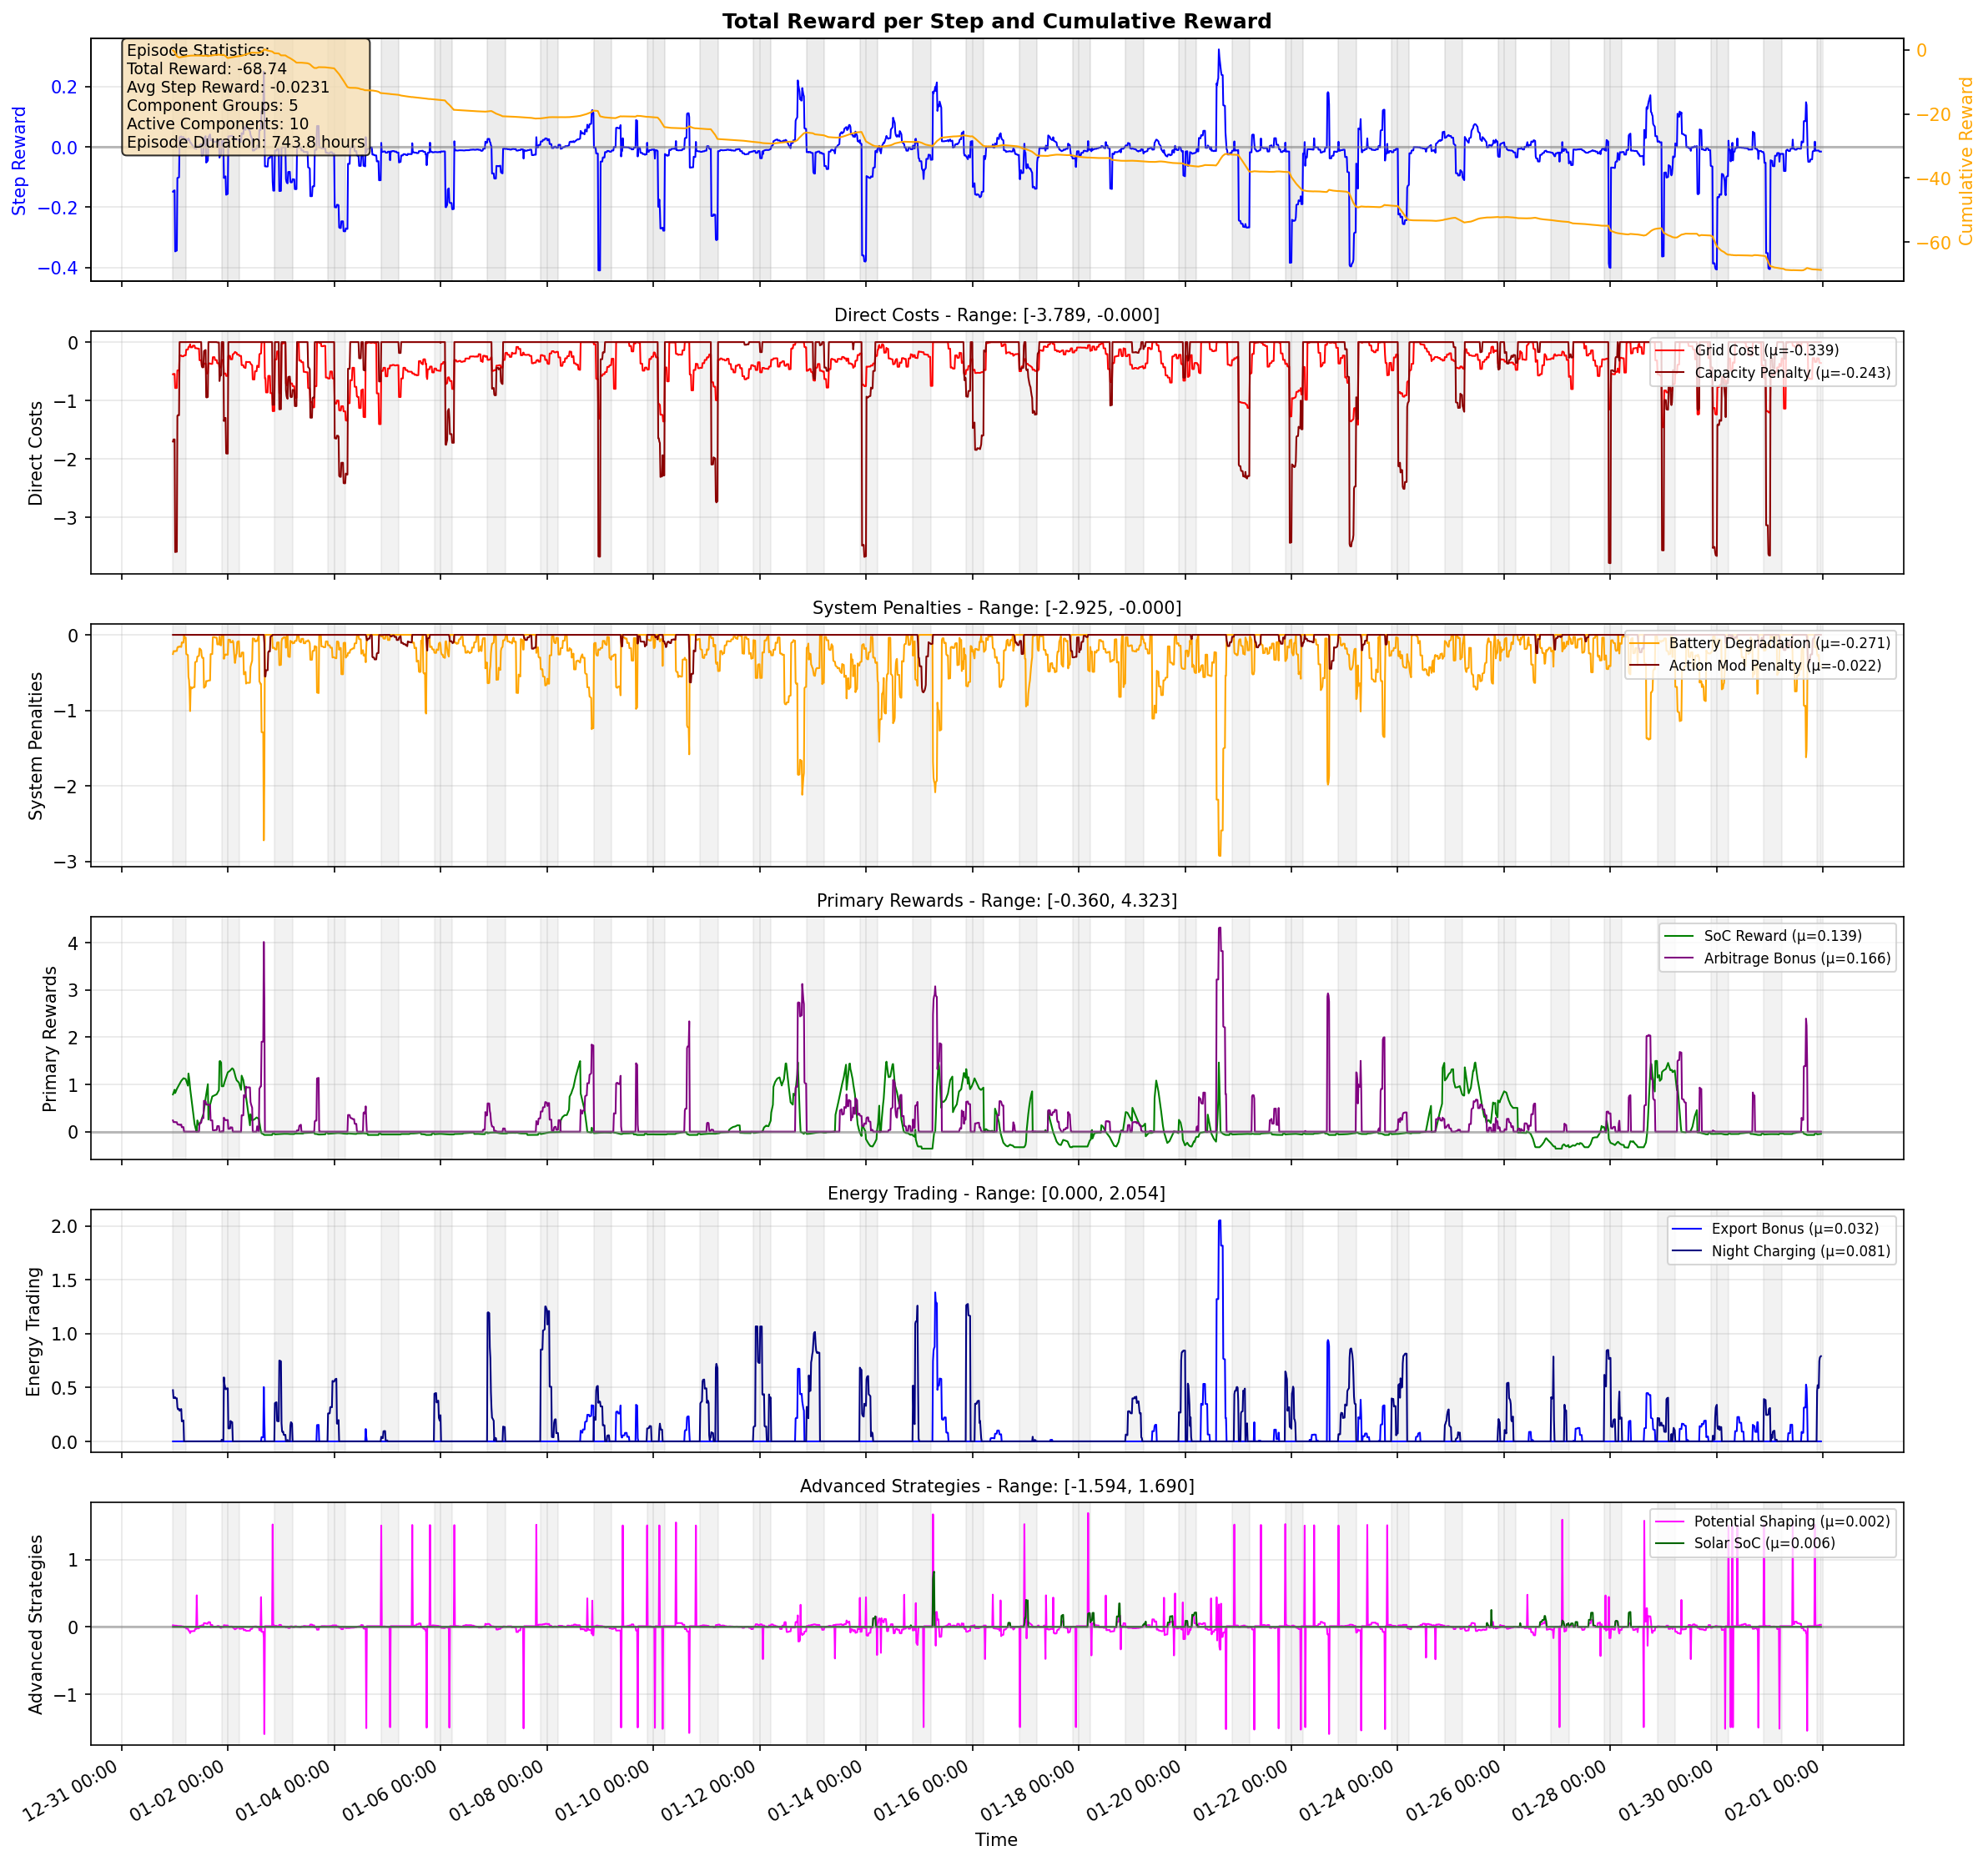 Total Reward per Step and Cumulative Reward
Episode Statistics:
Total Reward: -68.74
Avg Step Reward: -0.0231
Component Groups: 5
Active Components: 10
Episode Duration: 743.8 hours
Step Reward
0.2
0.0
−0.2
−0.4
Cumulative Reward
0
−20
−40
−60
Direct Costs - Range: [-3.789, -0.000]
Direct Costs
0
−1
−2
−3
Grid Cost (μ=-0.339)
Capacity Penalty (μ=-0.243)
System Penalties - Range: [-2.925, -0.000]
System Penalties
0
−1
−2
−3
Battery Degradation (μ=-0.271)
Action Mod Penalty (μ=-0.022)
Primary Rewards - Range: [-0.360, 4.323]
Primary Rewards
4
3
2
1
0
SoC Reward (μ=0.139)
Arbitrage Bonus (μ=0.166)
Energy Trading - Range: [0.000, 2.054]
Energy Trading
2.0
1.5
1.0
0.5
0.0
Export Bonus (μ=0.032)
Night Charging (μ=0.081)
Advanced Strategies - Range: [-1.594, 1.690]
Advanced Strategies
1
0
−1
Potential Shaping (μ=0.002)
Solar SoC (μ=0.006)
12-31 00:00
01-02 00:00
01-04 00:00
01-06 00:00
01-08 00:00
01-10 00:00
01-12 00:00
01-14 00:00
01-16 00:00
01-18 00:00
01-20 00:00
01-22 00:00
01-24 00:00
01-26 00:00
01-28 00:00
01-30 00:00
02-01 00:00
Time